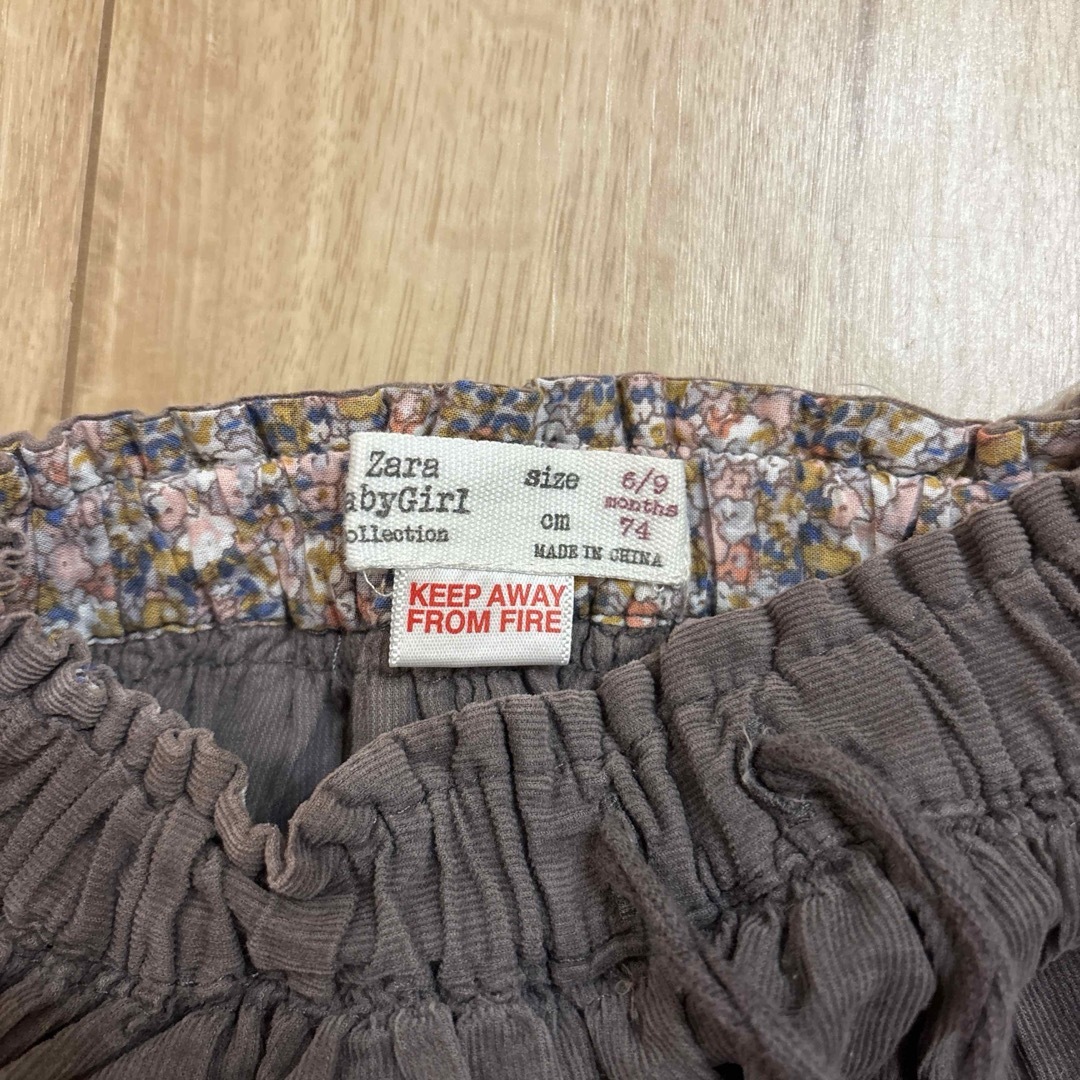 Zara
abyGirl
ollection
size 6/9
months
cm 74
MADE IN CHINA
KEEP AWAY
FROM FIRE